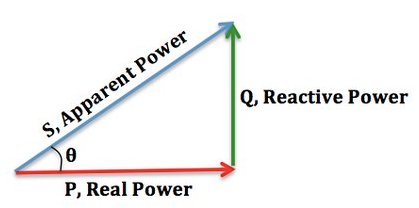 S, Apparent Power
Q, Reactive Power
θ
P, Real Power